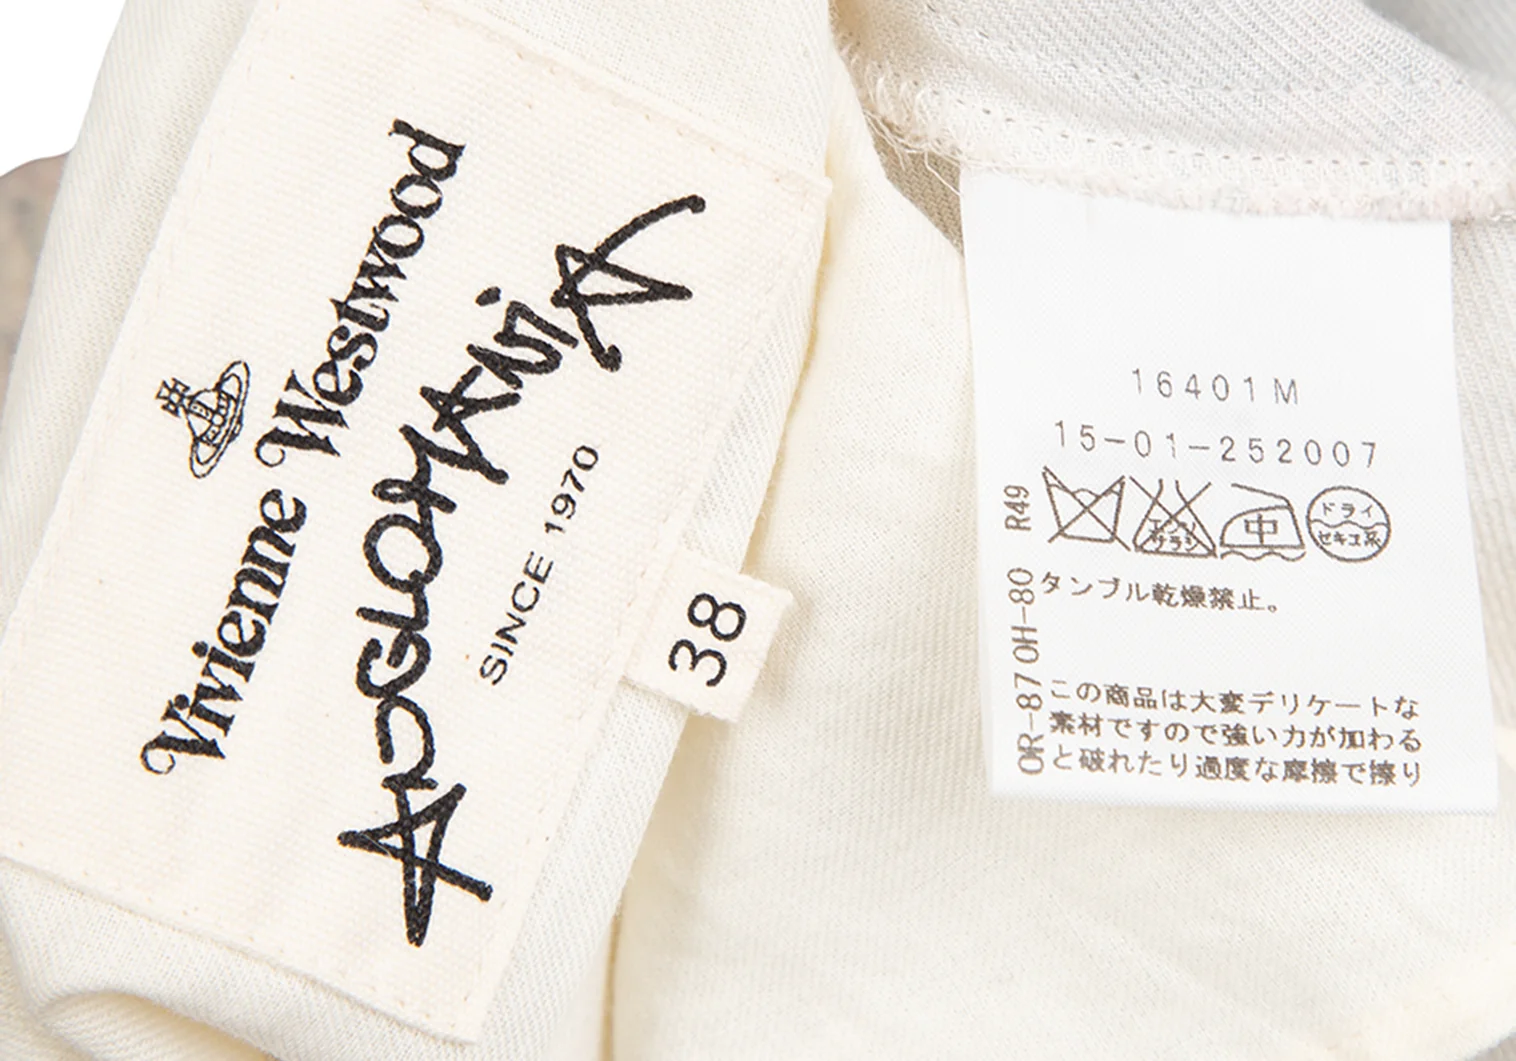 Vivienne Westwood
ANGLOMANIA
SINCE 1970
38
16401M
15-01-252007
エンソ
サラシ
中
ドライ
セキユ系
R49
OH-80
OR-87
タンブル乾燥禁止。
この商品は大変デリケートな
素材ですので強い力が加わる
と破れたり過度な摩擦で擦り